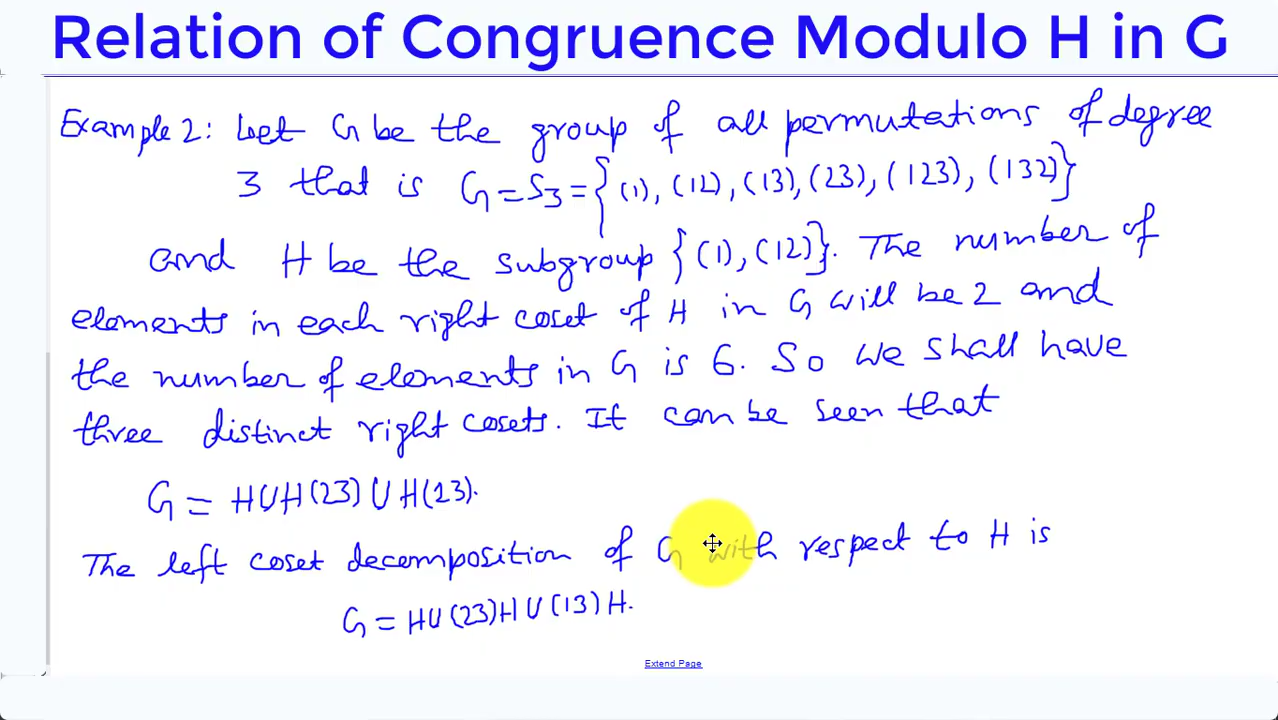 Relation of Congruence Modulo H in G
Example 2: Let G be the group of all permutations of degree
3 that is G = S3 = {(1), (12), (13), (23), (123), (132)}
and H be the subgroup {(1), (12)}. The number of
elements in each right coset of H in G will be 2 and
the number of elements in G is 6. So we shall have
three distinct right cosets. It can be seen that
G = HUH(23)UH(13).
The left coset decomposition of G with respect to H is
G = HU(23)HU(13)H.
Extend Page